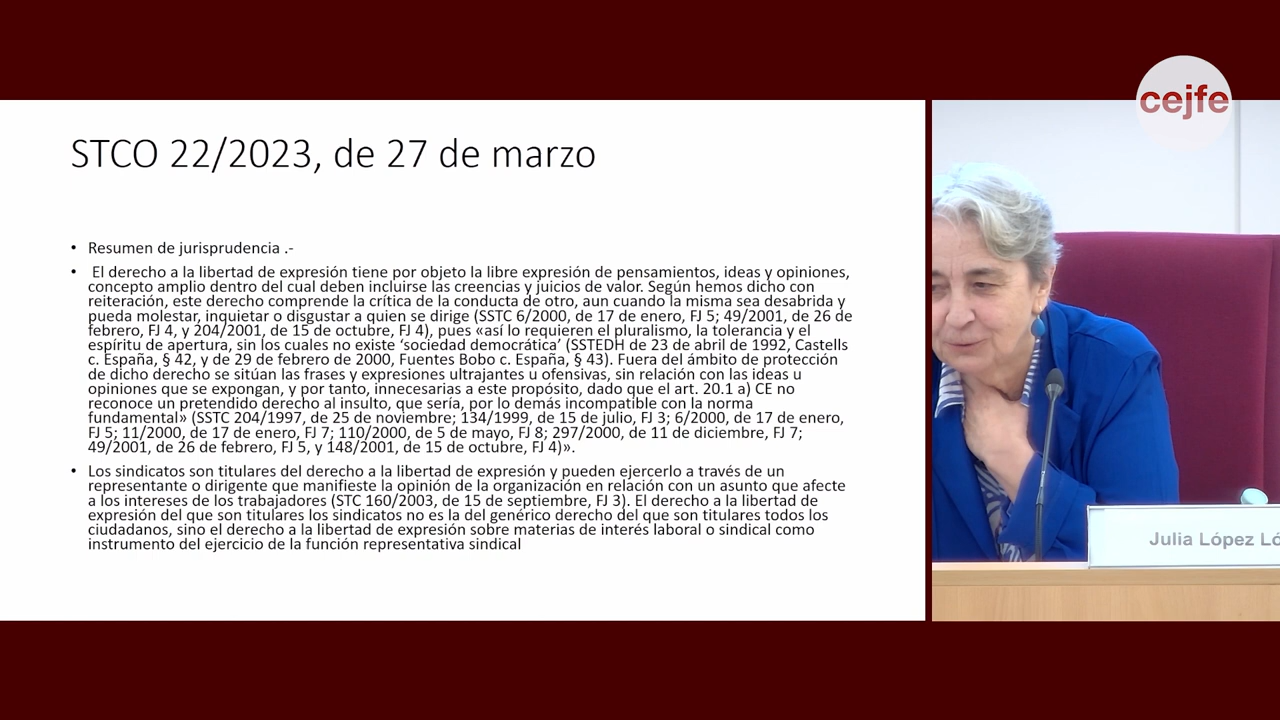 cejfe
STCO 22/2023, de 27 de marzo
• Resumen de jurisprudencia .-
• El derecho a la libertad de expresión tiene por objeto la libre expresión de pensamientos, ideas y opiniones,
concepto amplio dentro del cual deben incluirse las creencias y juicios de valor. Según hemos dicho con
reiteración, este derecho comprende la crítica de la conducta de otro, aun cuando la misma sea desabrida y
pueda molestar, inquietar o disgustar a quien se dirige (SSTC 6/2000, de 17 de enero, FJ 5; 49/2001, de 26 de
febrero, FJ 4, y 204/2001, de 15 de octubre, FJ 4), pues «así lo requieren el pluralismo, la tolerancia y el
espíritu de apertura, sin los cuales no existe ‘sociedad democrática’ (SSTEDH de 23 de abril de 1992, Castells
c. España, § 42, y de 29 de febrero de 2000, Fuentes Bobo c. España, § 43). Fuera del ámbito de protección
de dicho derecho se sitúan las frases y expresiones ultrajantes u ofensivas, sin relación con las ideas u
opiniones que se expongan, y por tanto, innecesarias a este propósito, dado que el art. 20.1 a) CE no
reconoce un pretendido derecho al insulto, que sería, por lo demás incompatible con la norma
fundamental» (SSTC 204/1997, de 25 de noviembre; 134/1999, de 15 de julio, FJ 3; 6/2000, de 17 de enero,
FJ 5; 11/2000, de 17 de enero, FJ 7; 110/2000, de 5 de mayo, FJ 8; 297/2000, de 11 de diciembre, FJ 7;
49/2001, de 26 de febrero, FJ 5, y 148/2001, de 15 de octubre, FJ 4)».
• Los sindicatos son titulares del derecho a la libertad de expresión y pueden ejercerlo a través de un
representante o dirigente que manifieste la opinión de la organización en relación con un asunto que afecte
a los intereses de los trabajadores (STC 160/2003, de 15 de septiembre, FJ 3). El derecho a la libertad de
expresión del que son titulares los sindicatos no es la del genérico derecho del que son titulares todos los
ciudadanos, sino el derecho a la libertad de expresión sobre materias de interés laboral o sindical como
instrumento del ejercicio de la función representativa sindical
Julia López Ló